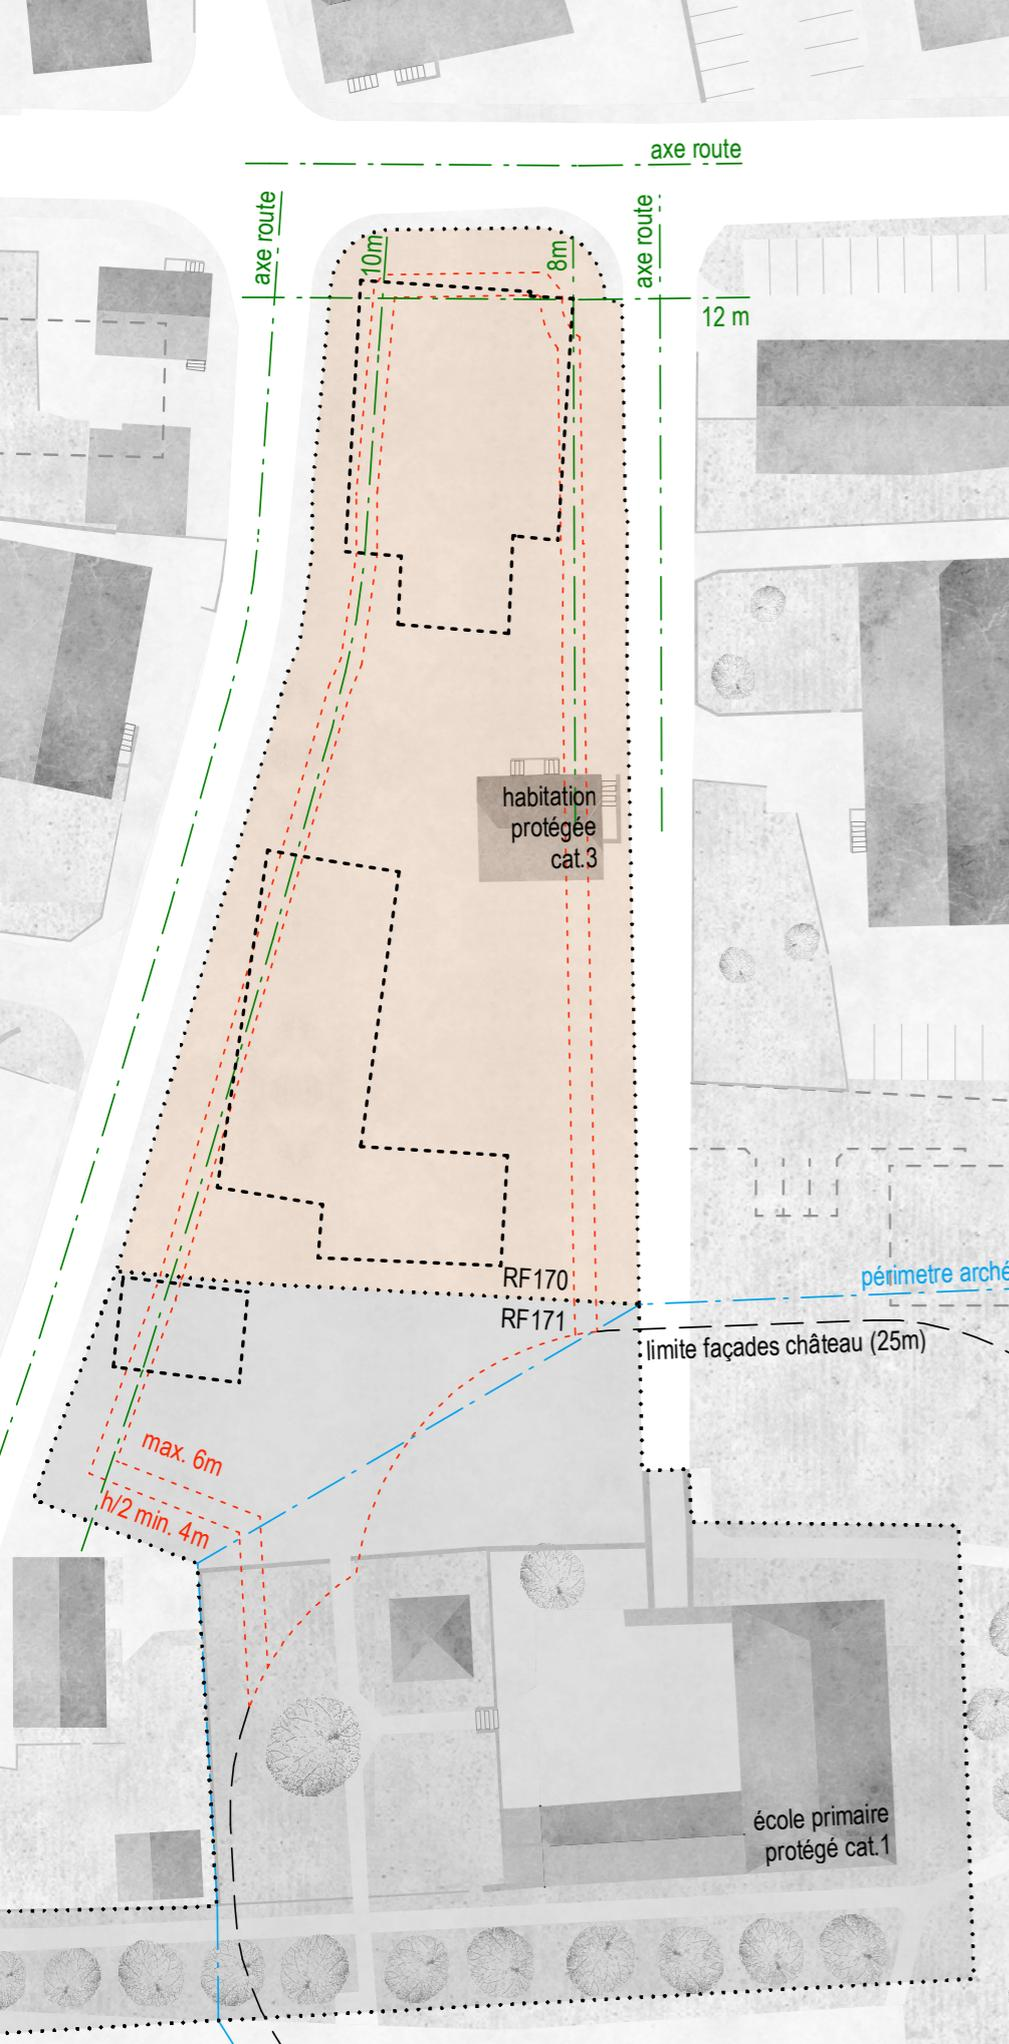 axe route
axe route
axe route
10m
8m
12 m
habitation
protégée
cat.3
RF170
RF171
périmetre arché
limite façades château (25m)
max. 6m
h/2 min. 4m
école primaire
protégé cat.1